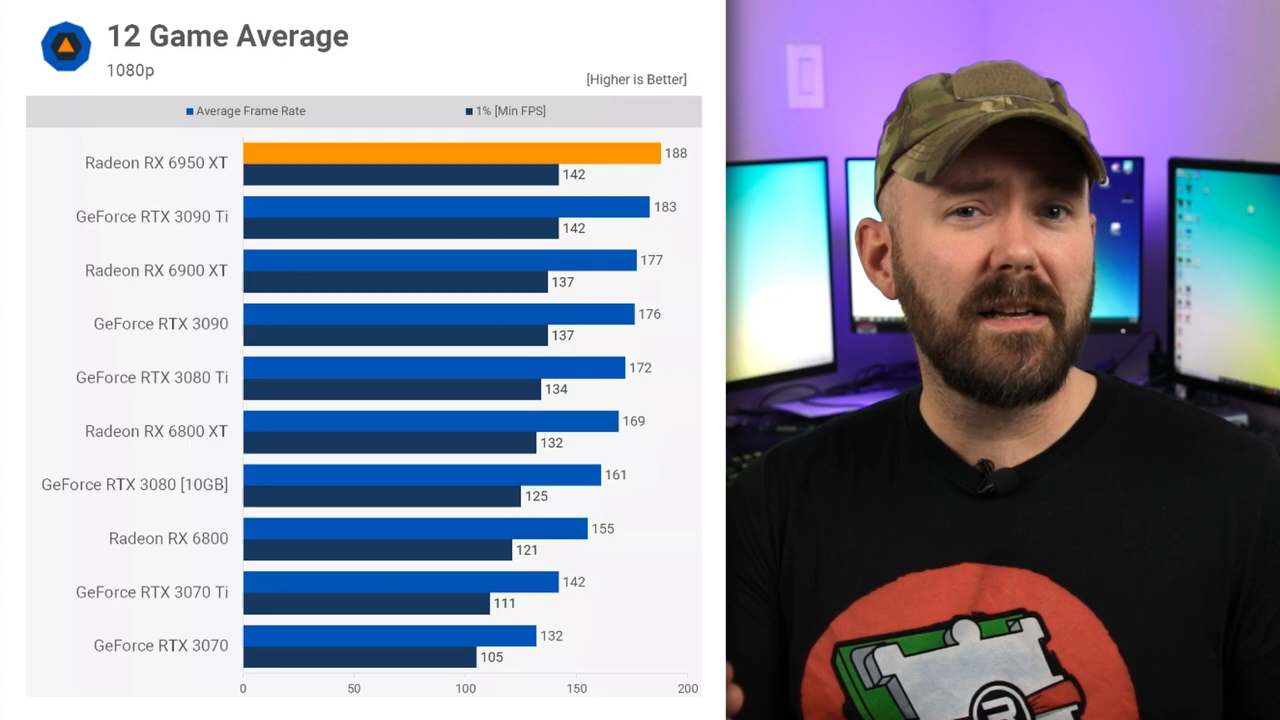 12 Game Average
1080p
[Higher is Better]
Average Frame Rate
1% [Min FPS]
Radeon RX 6950 XT
188
142
GeForce RTX 3090 Ti
183
142
Radeon RX 6900 XT
177
137
GeForce RTX 3090
176
137
GeForce RTX 3080 Ti
172
134
Radeon RX 6800 XT
169
132
GeForce RTX 3080 [10GB]
161
125
Radeon RX 6800
155
121
GeForce RTX 3070 Ti
142
111
GeForce RTX 3070
132
105
0
50
100
150
200